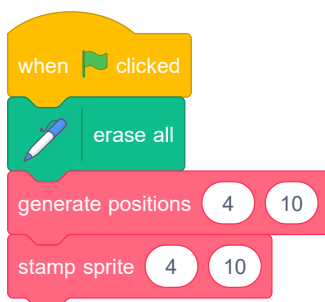 when clicked
erase all
generate positions 4 10
stamp sprite 4 10